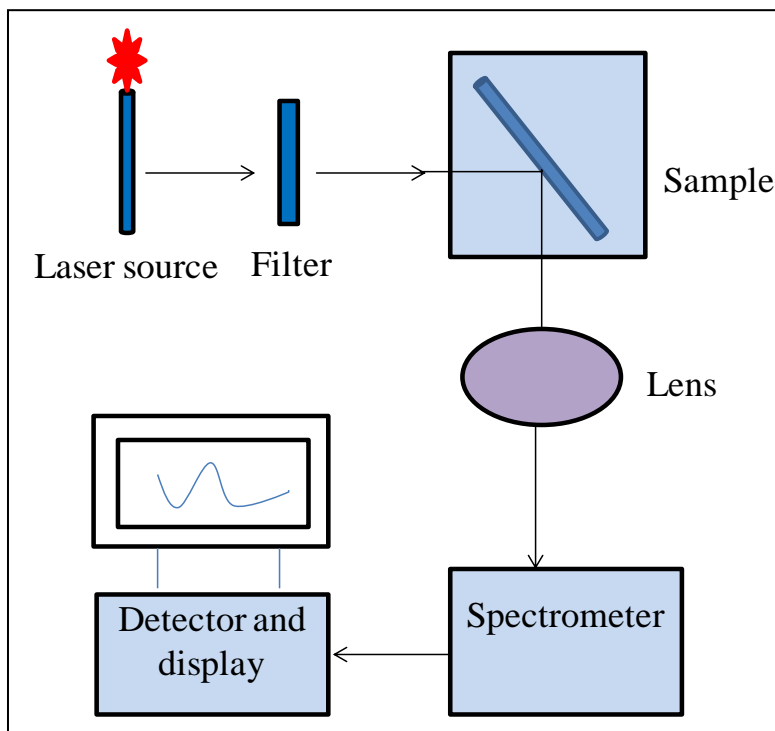 Laser source
Filter
Sample
Lens
Spectrometer
Detector and
display